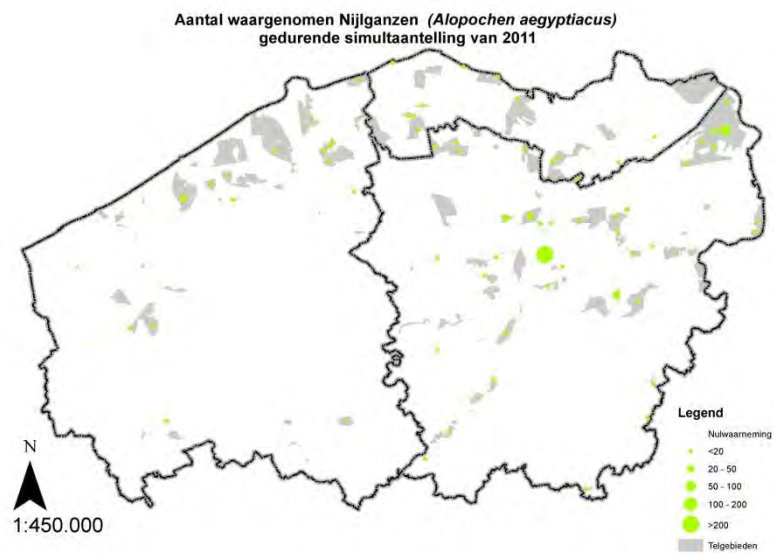 Aantal waargenomen Nijlganzen (Alopochen aegyptiacus)
gedurende simultaantelling van 2011
Legend
Nulwaarneming
<20
20 - 50
50 - 100
100 - 200
>200
Telgebieden
N
1:450.000